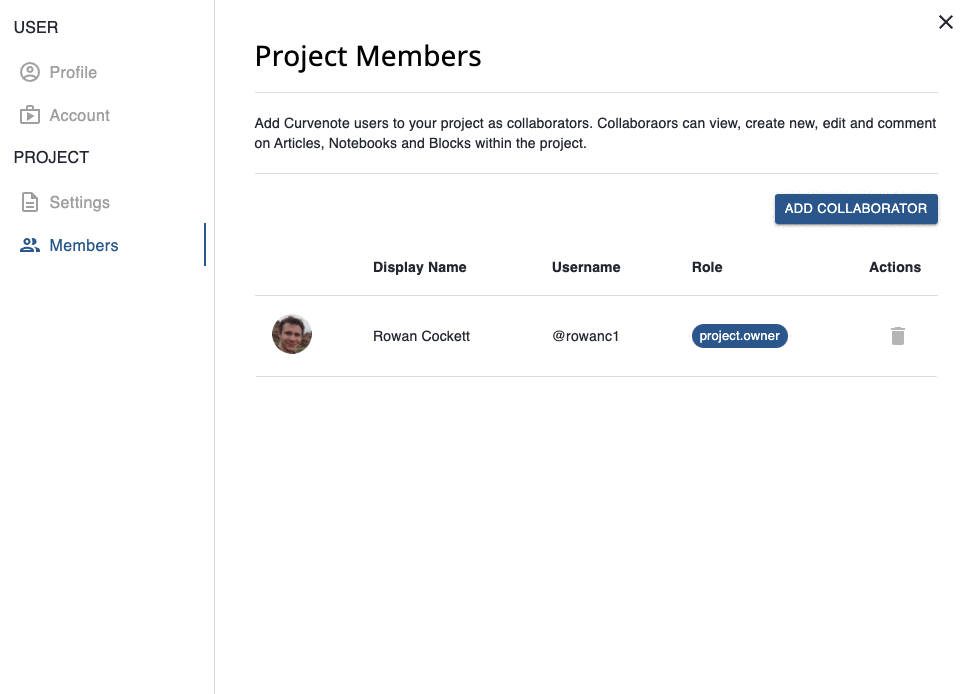 USER
Profile
Account
PROJECT
Settings
Members
Project Members
Add Curvenote users to your project as collaborators. Collaboraors can view, create new, edit and comment
on Articles, Notebooks and Blocks within the project.
ADD COLLABORATOR
Display Name Username Role Actions
Rowan Cockett @rowanc1 project.owner